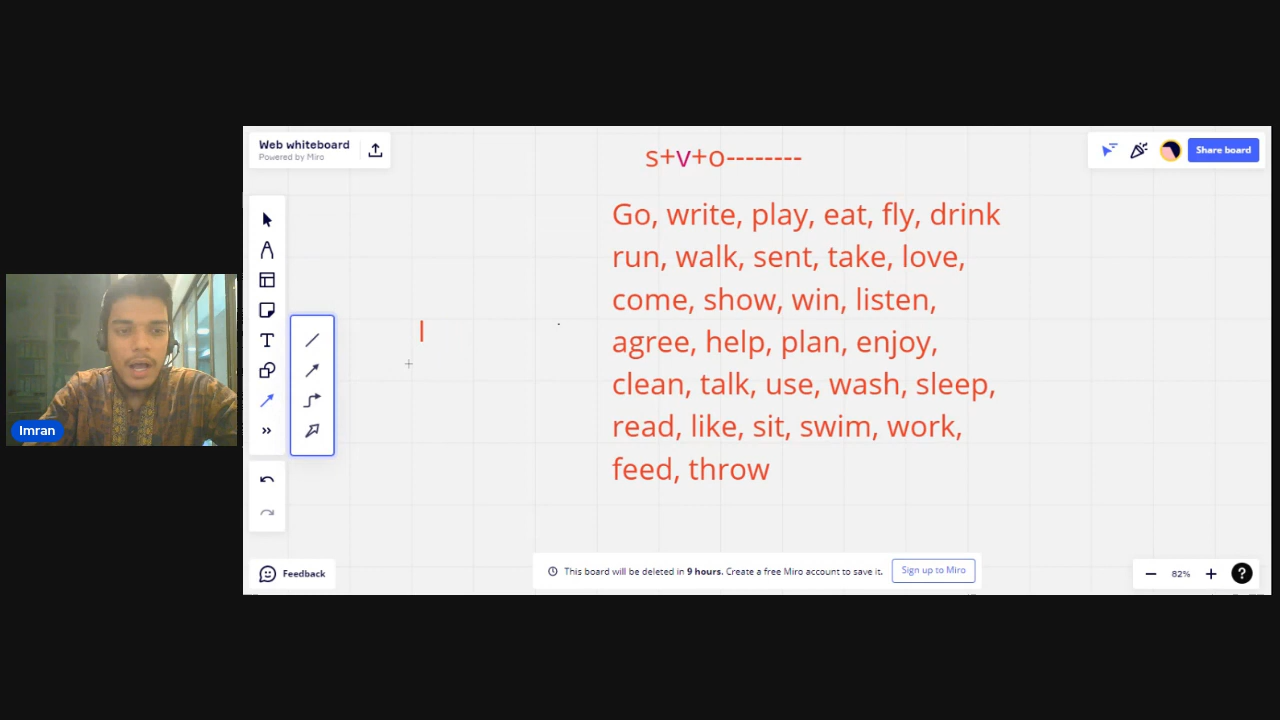 Web whiteboard
Powered by Miro
Share board
s+v+o--------
Go, write, play, eat, fly, drink
run, walk, sent, take, love,
come, show, win, listen,
agree, help, plan, enjoy,
clean, talk, use, wash, sleep,
read, like, sit, swim, work,
feed, throw
I
T
Imran
Feedback
This board will be deleted in 9 hours. Create a free Miro account to save it.
Sign up to Miro
82%
?